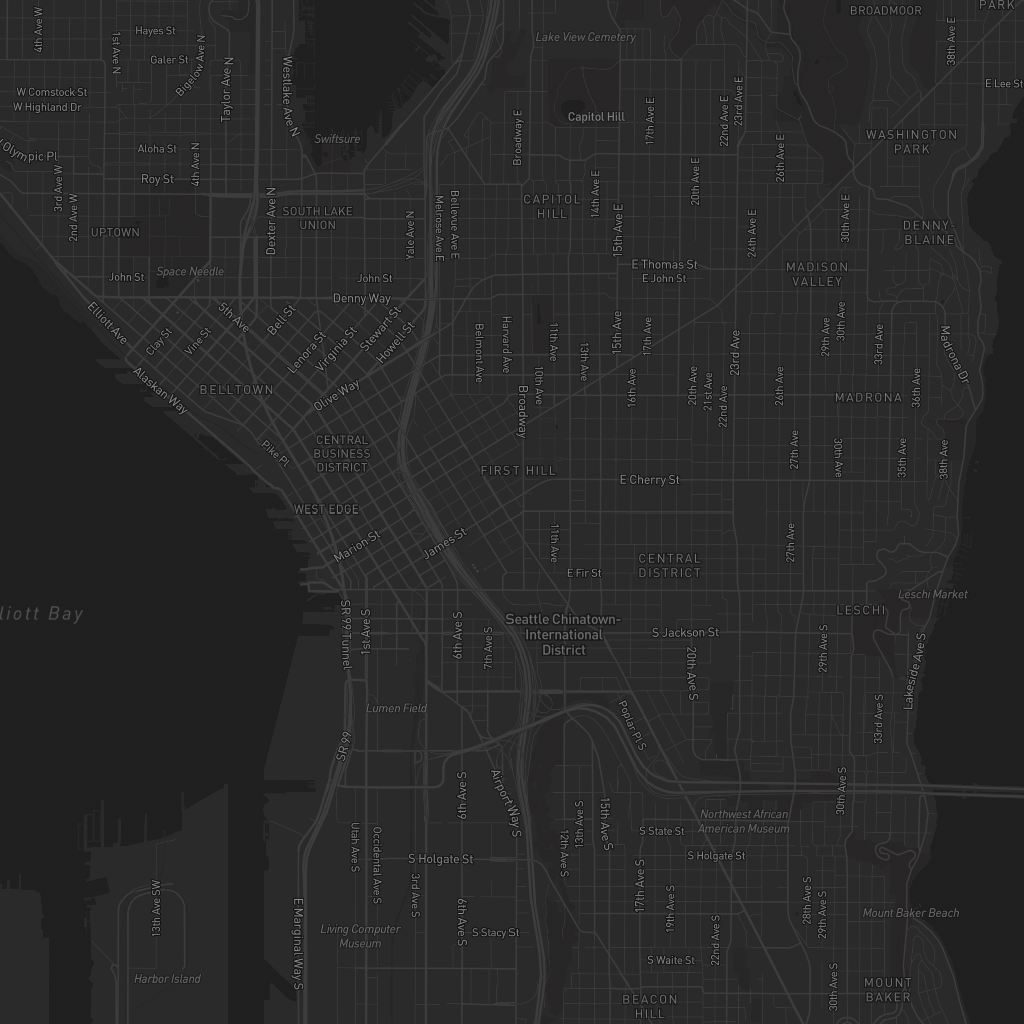 4th Ave W
1st Ave N
Hayes St
Galer St
Bigelow Ave N
Taylor Ave N
Westlake Ave N
Lake View Cemetery
BROADMOOR
PARK
38th Ave E
E Lee St
W Comstock St
W Highland Dr
Olympic Pl
Aloha St
Roy St
4th Ave N
Swiftsure
Broadway E
Capitol Hill
17th Ave E
22nd Ave E
23rd Ave E
26th Ave E
WASHINGTON
PARK
3rd Ave W
2nd Ave W
UPTOWN
Dexter Ave N
SOUTH LAKE
UNION
Yale Ave N
Melrose Ave E
Bellevue Ave E
CAPITOL
HILL
14th Ave E
15th Ave E
20th Ave E
24th Ave E
30th Ave E
DENNY-
BLAINE
John St
Space Needle
John St
Denny Way
E Thomas St
E John St
MADISON
VALLEY
Elliott Ave
Clay St
Vine St
5th Ave
Bell St
Lenora St
Virginia St
Stewart St
Howell St
Belmont Ave
Harvard Ave
11th Ave
10th Ave
13th Ave
15th Ave
17th Ave
16th Ave
20th Ave
21st Ave
22nd Ave
23rd Ave
26th Ave
29th Ave
30th Ave
33rd Ave
36th Ave
Madrona Dr
Alaskan Way
BELLTOWN
Olive Way
Broadway
MADRONA
Pike Pl
CENTRAL
BUSINESS
DISTRICT
FIRST HILL
E Cherry St
27th Ave
30th Ave
35th Ave
38th Ave
WEST EDGE
Marion St
James St
11th Ave
E Fir St
CENTRAL
DISTRICT
27th Ave
Leschi Market
LESCHI
lliott Bay
SR 99 Tunnel
1st Ave S
6th Ave S
7th Ave S
Seattle Chinatown-
International
District
S Jackson St
20th Ave S
29th Ave S
Lakeside Ave S
Lumen Field
SR 99
Poplar Pl S
33rd Ave S
Airport Way S
6th Ave S
12th Ave S
13th Ave S
15th Ave S
30th Ave S
Northwest African
American Museum
S State St
S Holgate St
Utah Ave S
Occidental Ave S
3rd Ave S
S Holgate St
17th Ave S
19th Ave S
22nd Ave S
28th Ave S
29th Ave S
Mount Baker Beach
13th Ave SW
E Marginal Way S
Living Computer
Museum
6th Ave S
S Stacy St
S Waite St
30th Ave S
Harbor Island
BEACON
HILL
MOUNT
BAKER